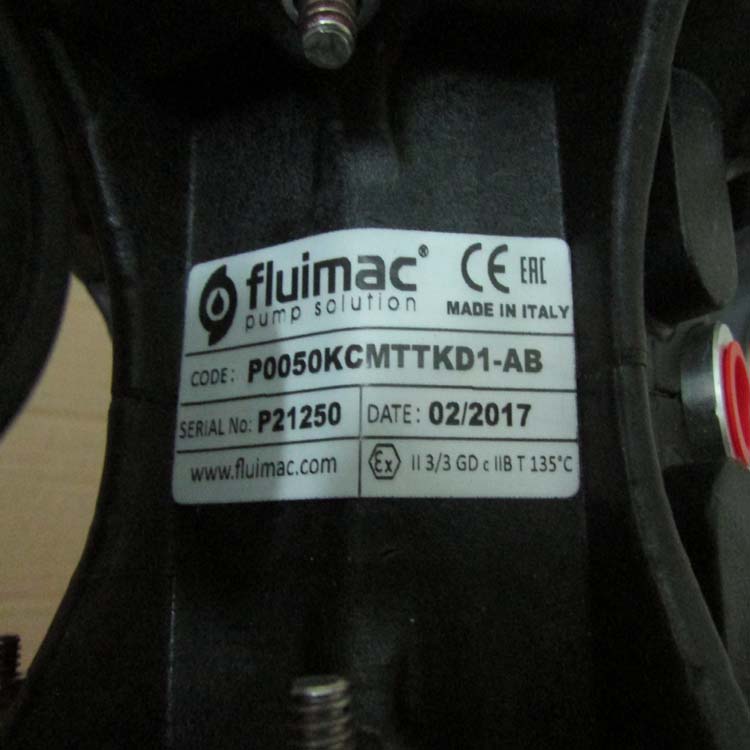 fluimac® CE EAC
pump solution MADE IN ITALY
CODE: P0050KCMTTKD1-AB
SERIAL No: P21250 DATE: 02/2017
www.fluimac.com Ex II 3/3 GD c IIB T 135°C